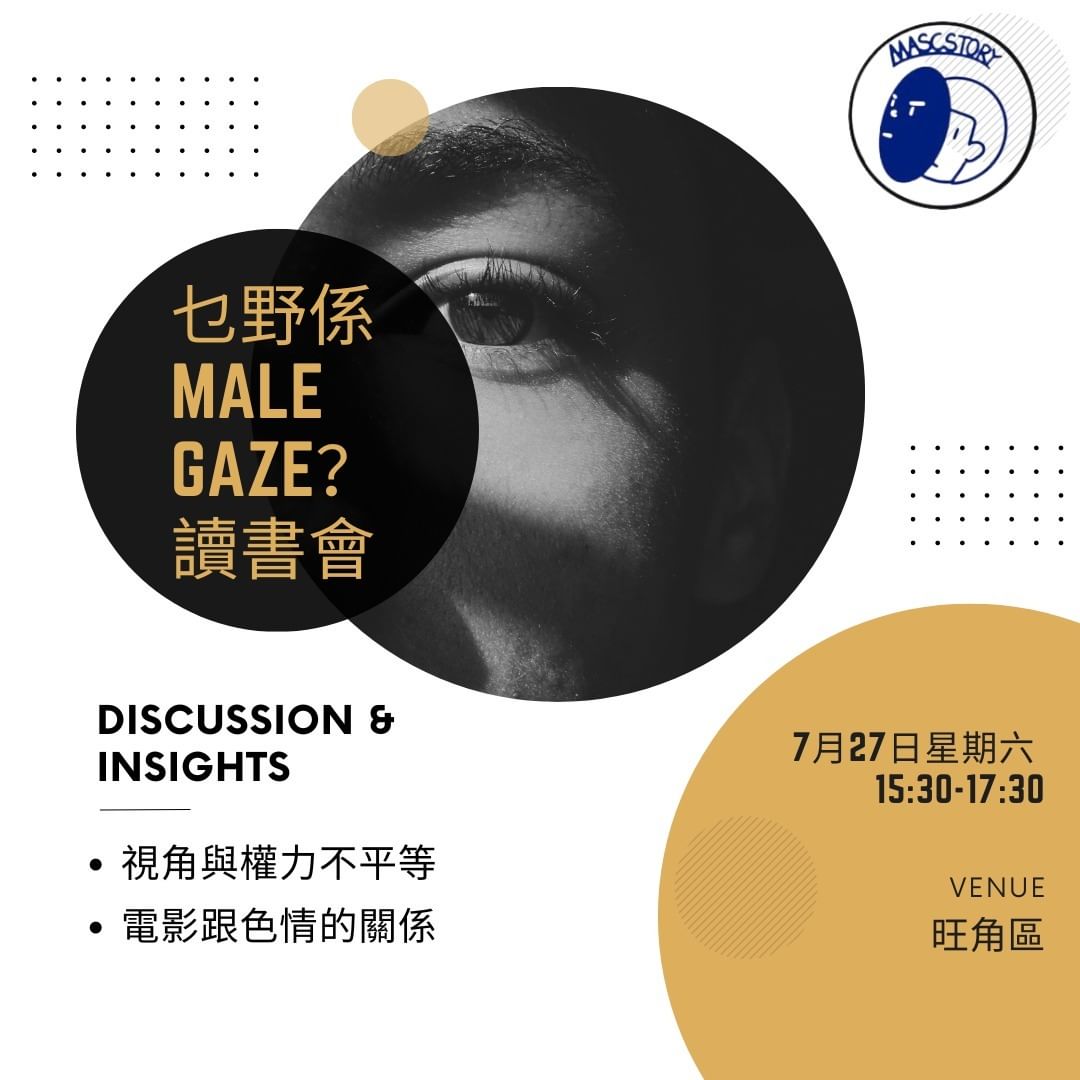 MASCSTORY
乜野係
MALE
GAZE?
讀書會
DISCUSSION &
INSIGHTS
• 視角與權力不平等
• 電影跟色情的關係
7月27日星期六
15:30-17:30
VENUE
旺角區